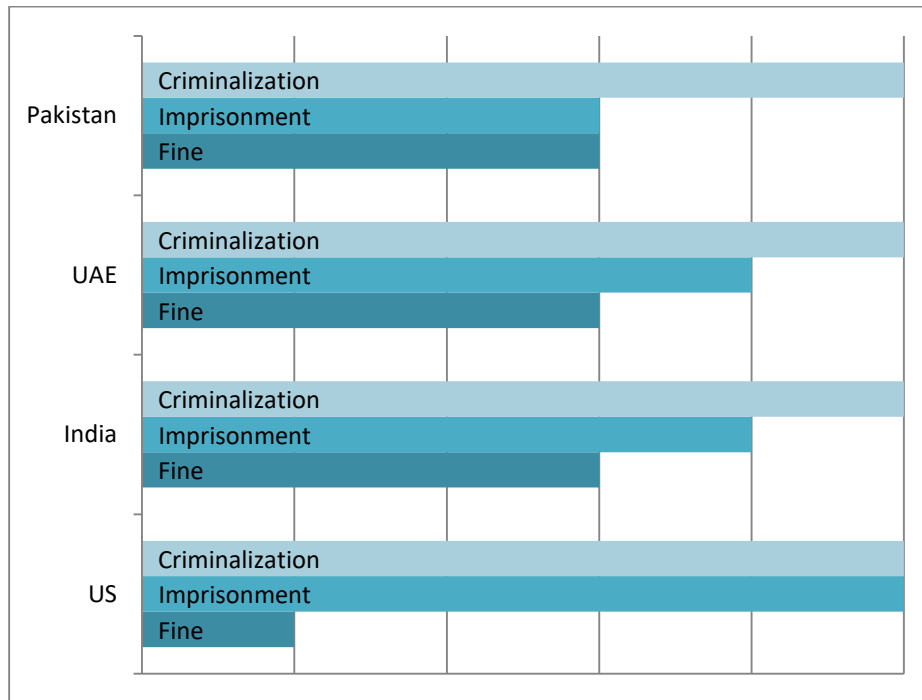 Criminalization
Pakistan
Imprisonment
Fine
Criminalization
UAE
Imprisonment
Fine
Criminalization
India
Imprisonment
Fine
Criminalization
US
Imprisonment
Fine